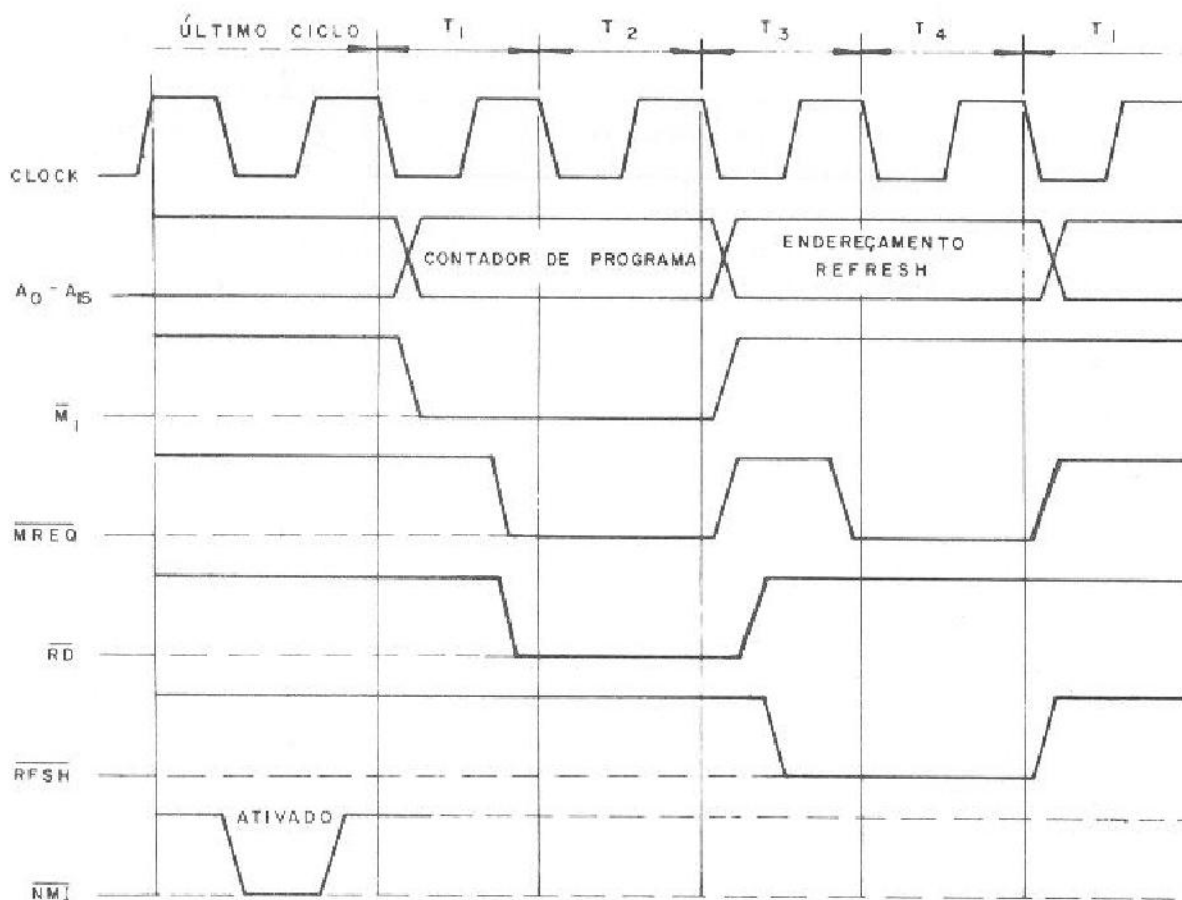 ÚLTIMO CICLO T1 T2 T3 T4 T1
CLOCK
A0-A15
CONTADOR DE PROGRAMA
ENDEREÇAMENTO
REFRESH
M1
MREQ
RD
RFSH
ATIVADO
NMI